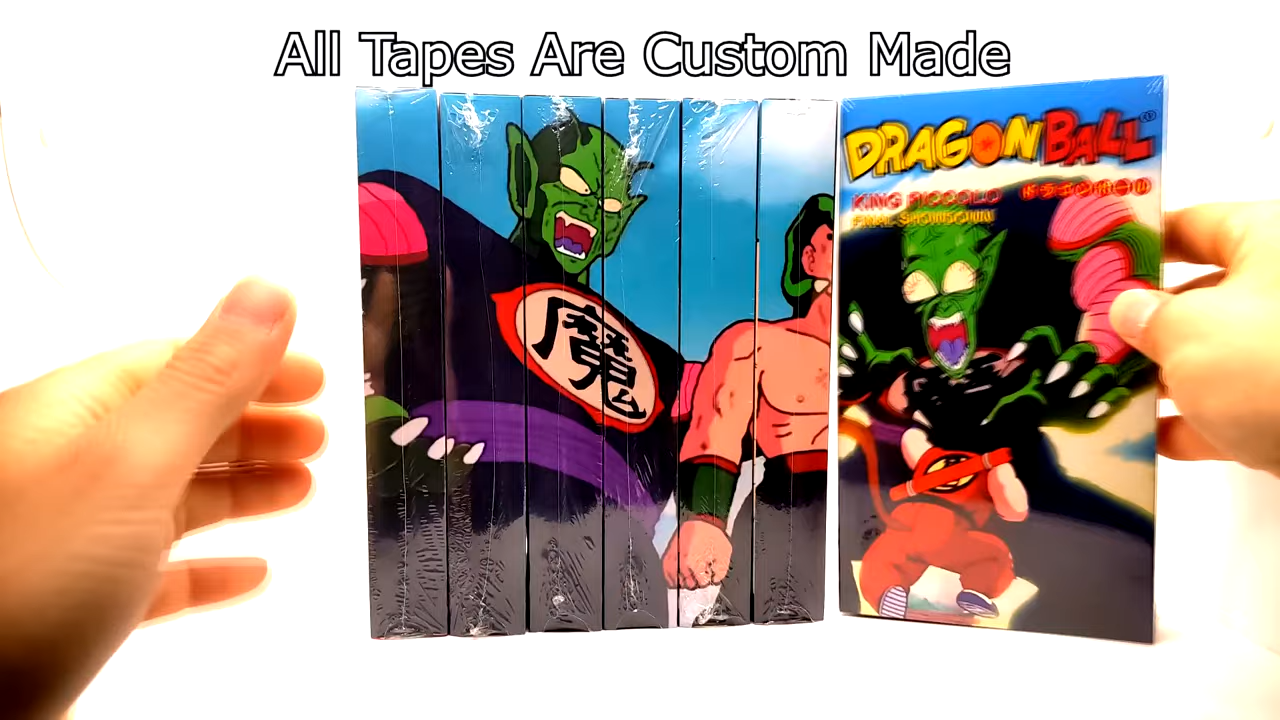 All Tapes Are Custom Made
DRAGON BALL®
KING PICCOLO
FINAL SHOWDOWN
魔